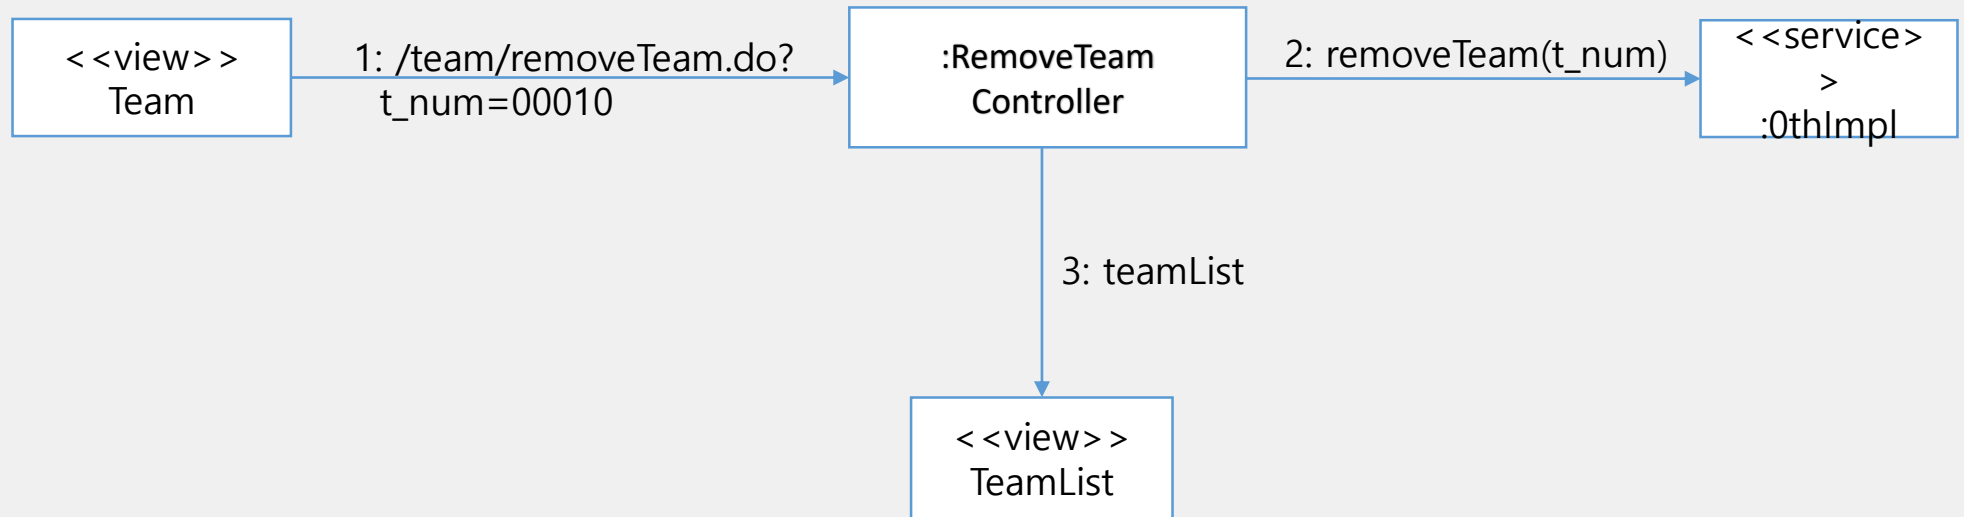 <<view>>
Team
1: /team/removeTeam.do?
t_num=00010
:RemoveTeam
Controller
2: removeTeam(t_num)
<<service>
>
:0thImpl
3: teamList
<<view>>
TeamList